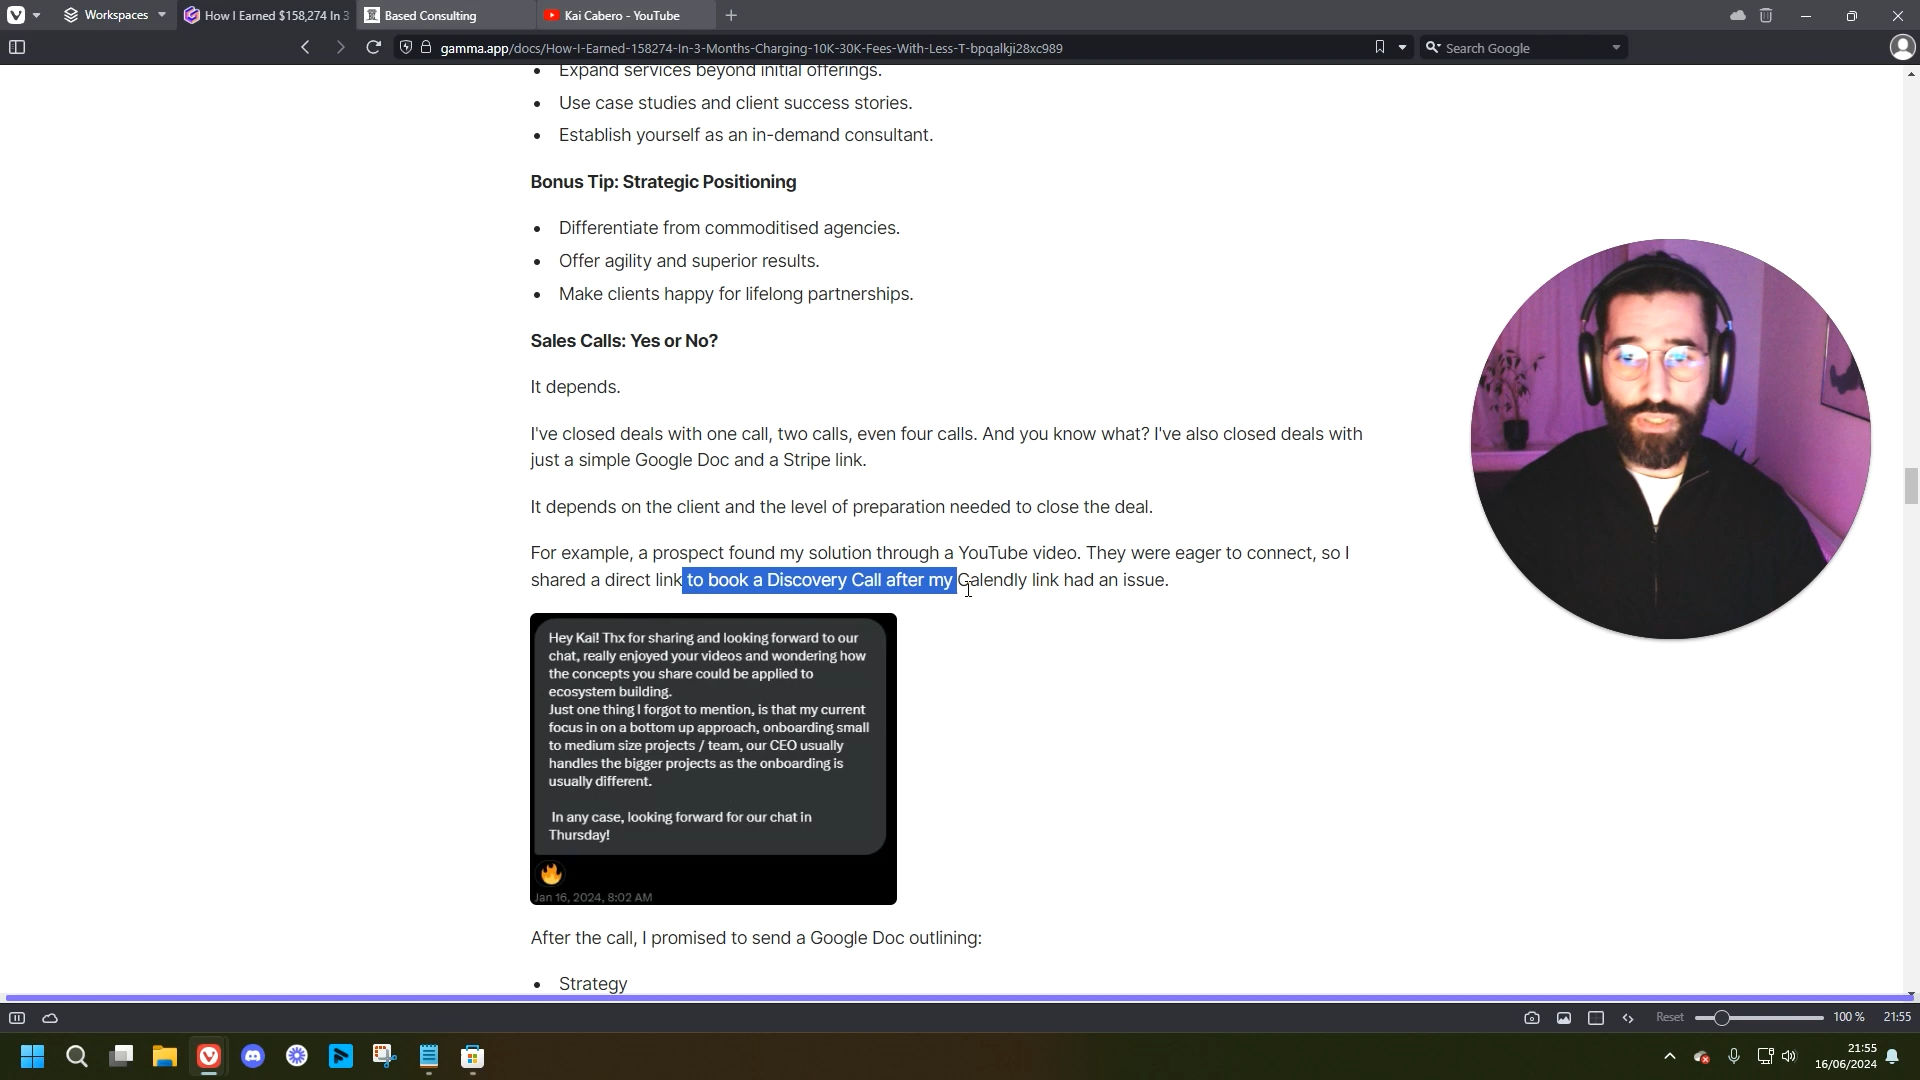 Workspaces
How I Earned $158,274 In 3
Based Consulting
Kai Cabero - YouTube
gamma.app/docs/How-I-Earned-158274-In-3-Months-Charging-10K-30K-Fees-With-Less-T-bpqalkji28xc989
Search Google
Expand services beyond initial offerings.
Use case studies and client success stories.
Establish yourself as an in-demand consultant.
Bonus Tip: Strategic Positioning
Differentiate from commoditised agencies.
Offer agility and superior results.
Make clients happy for lifelong partnerships.
Sales Calls: Yes or No?
It depends.
I've closed deals with one call, two calls, even four calls. And you know what? I've also closed deals with
just a simple Google Doc and a Stripe link.
It depends on the client and the level of preparation needed to close the deal.
For example, a prospect found my solution through a YouTube video. They were eager to connect, so I
shared a direct link to book a Discovery Call after my Calendly link had an issue.
Hey Kai! Thx for sharing and looking forward to our
chat, really enjoyed your videos and wondering how
the concepts you share could be applied to
ecosystem building.
Just one thing I forgot to mention, is that my current
focus in on a bottom up approach, onboarding small
to medium size projects / team, our CEO usually
handles the bigger projects as the onboarding is
usually different.
In any case, looking forward for our chat in
Thursday!
Jan 16, 2024, 8:02 AM
After the call, I promised to send a Google Doc outlining:
Strategy
Reset
100 %
21:55
21:55
16/06/2024